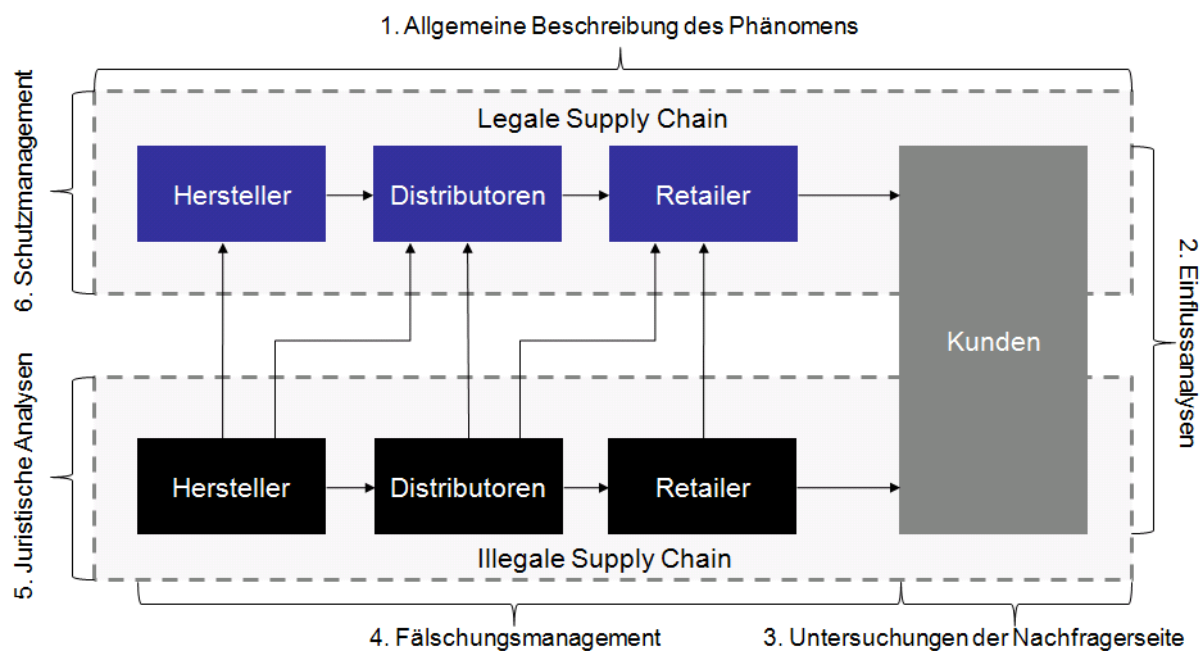 1. Allgemeine Beschreibung des Phänomens
6. Schutzmanagement
Legale Supply Chain
Hersteller
Distributoren
Retailer
Kunden
2. Einflussanalysen
5. Juristische Analysen
Hersteller
Distributoren
Retailer
Illegale Supply Chain
4. Fälschungsmanagement
3. Untersuchungen der Nachfragerseite